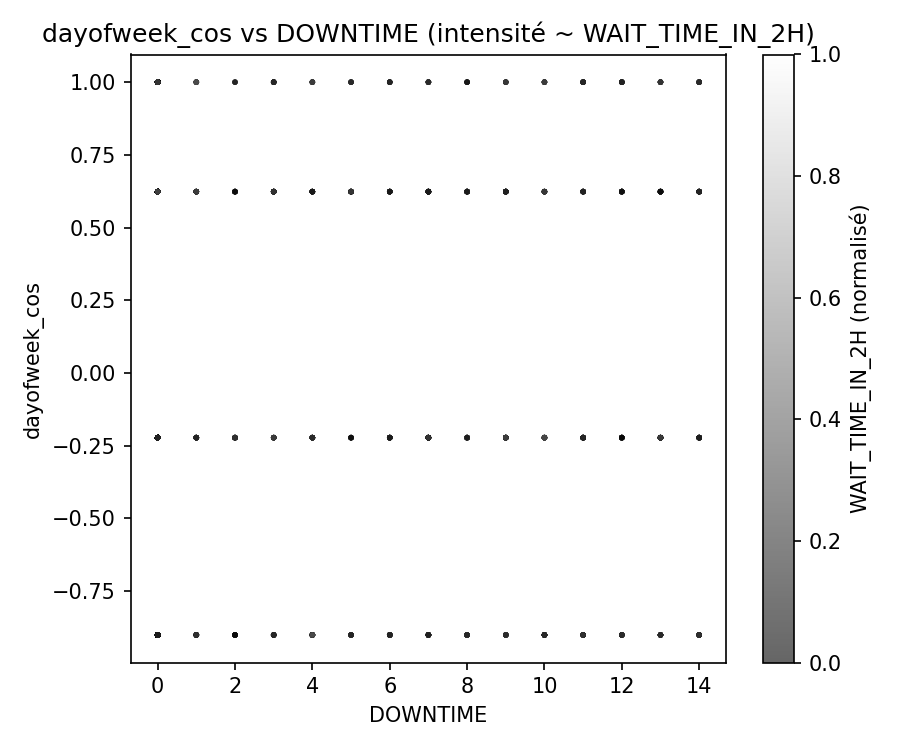 dayofweek_cos vs DOWNTIME (intensité ~ WAIT_TIME_IN_2H)
1.00
0.75
0.50
0.25
0.00
−0.25
−0.50
−0.75
dayofweek_cos
0 2 4 6 8 10 12 14
DOWNTIME
1.0
0.8
0.6
0.4
0.2
0.0
WAIT_TIME_IN_2H (normalisé)